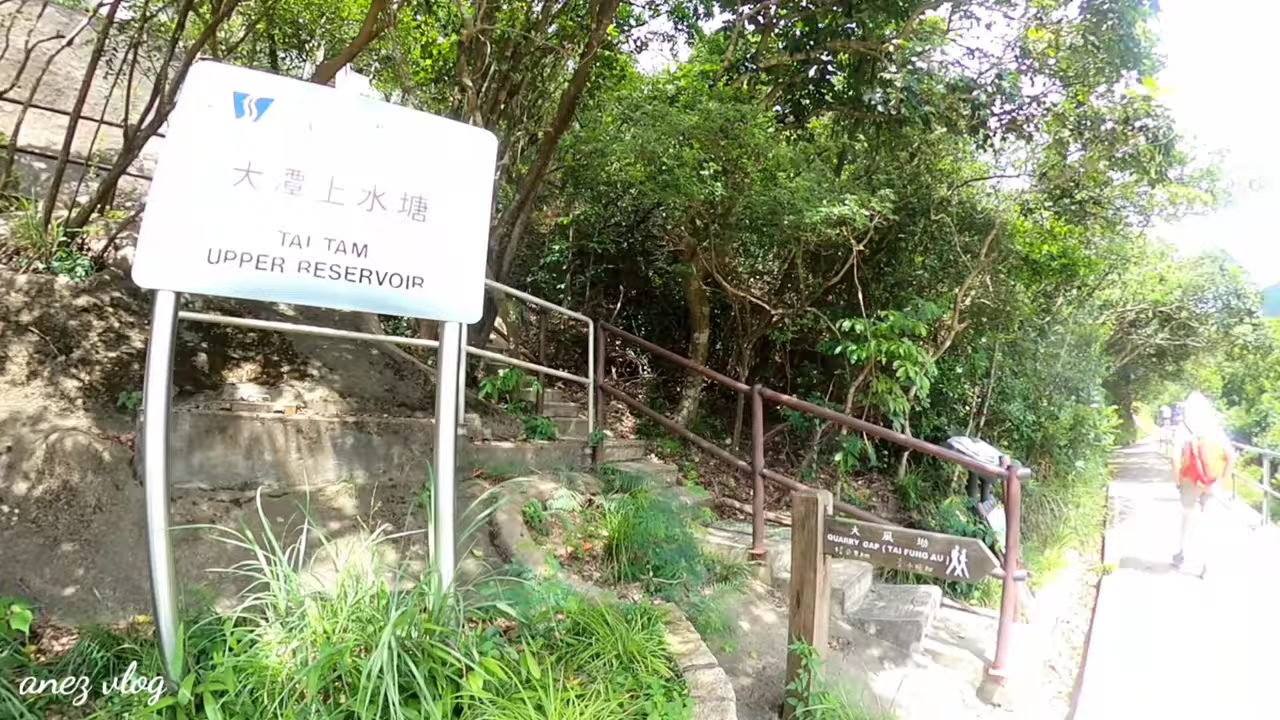 大潭上水塘
TAI TAM
UPPER RESERVOIR
大風坳
QUARRY GAP (TAI FUNG AU)
anez vlog